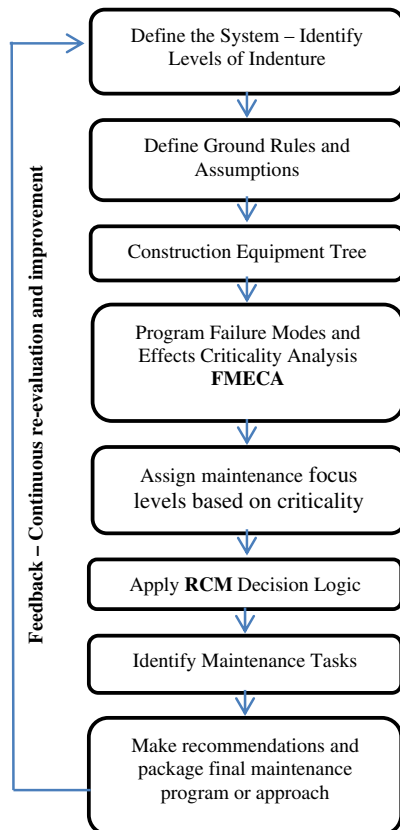 Define the System – Identify
Levels of Indenture
Define Ground Rules and
Assumptions
Construction Equipment Tree
Program Failure Modes and
Effects Criticality Analysis
FMECA
Assign maintenance focus
levels based on criticality
Apply RCM Decision Logic
Identify Maintenance Tasks
Make recommendations and
package final maintenance
program or approach
Feedback – Continuous re-evaluation and improvement